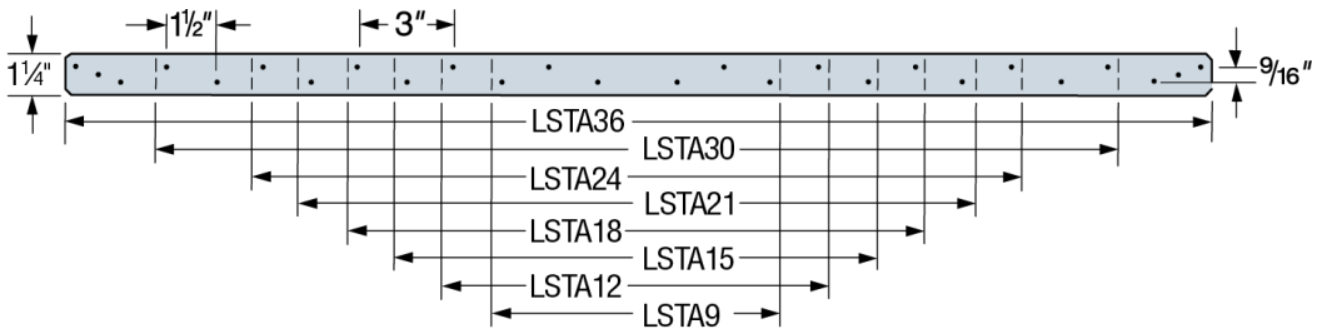 1½"
3"
1¼"
9/16"
LSTA36
LSTA30
LSTA24
LSTA21
LSTA18
LSTA15
LSTA12
LSTA9